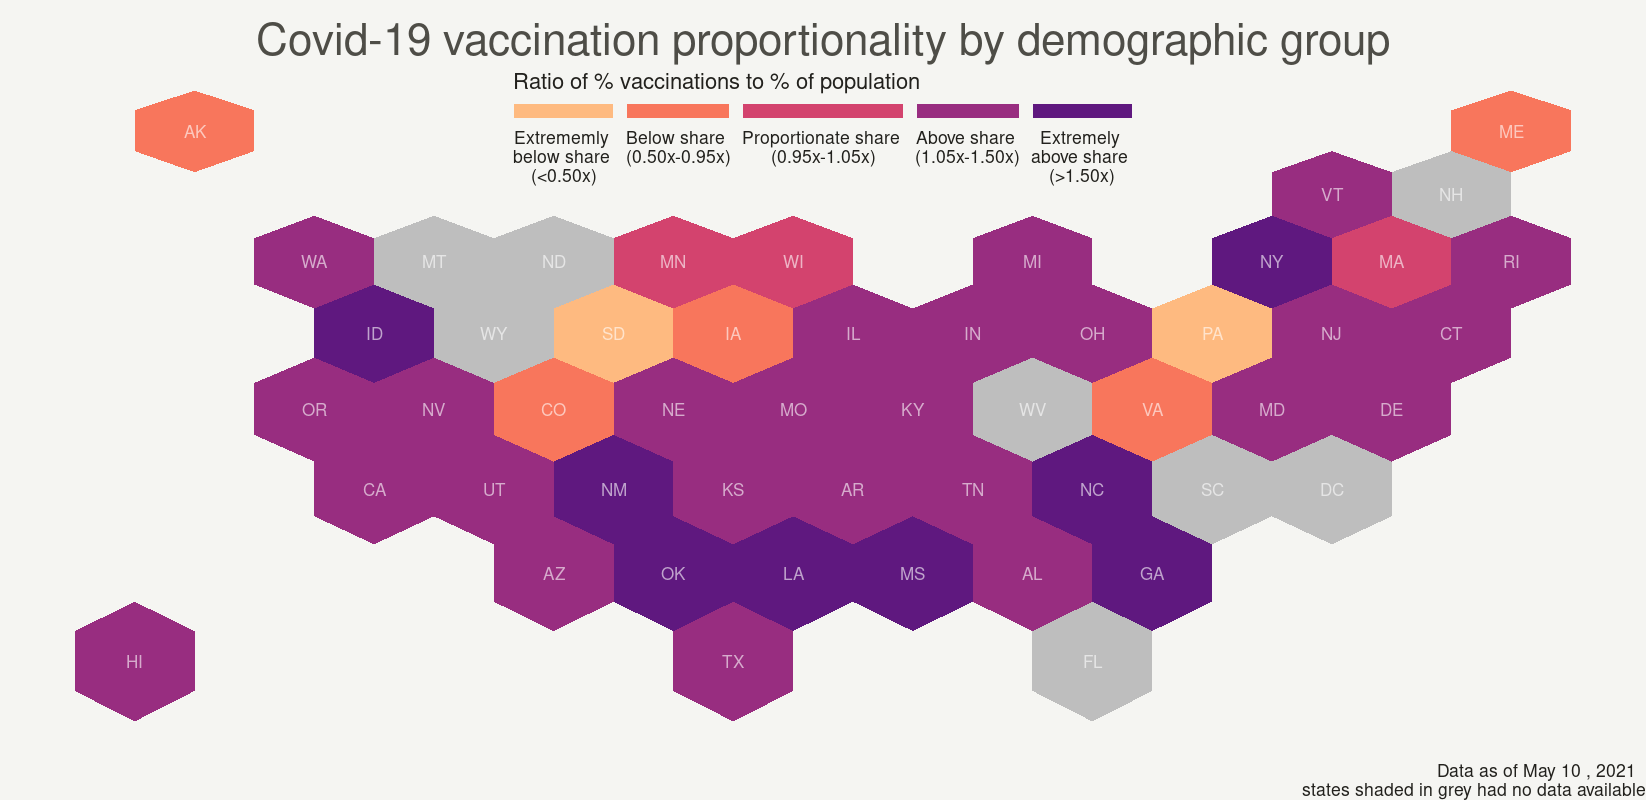 Covid-19 vaccination proportionality by demographic group
Ratio of % vaccinations to % of population
Extrememly below share (<0.50x)
Below share (0.50x-0.95x)
Proportionate share (0.95x-1.05x)
Above share (1.05x-1.50x)
Extremely above share (>1.50x)
AK
ME
VT
NH
WA
MT
ND
MN
WI
MI
NY
MA
RI
ID
WY
SD
IA
IL
IN
OH
PA
NJ
CT
OR
NV
CO
NE
MO
KY
WV
VA
MD
DE
CA
UT
NM
KS
AR
TN
NC
SC
DC
AZ
OK
LA
MS
AL
GA
HI
TX
FL
Data as of May 10 , 2021
states shaded in grey had no data available